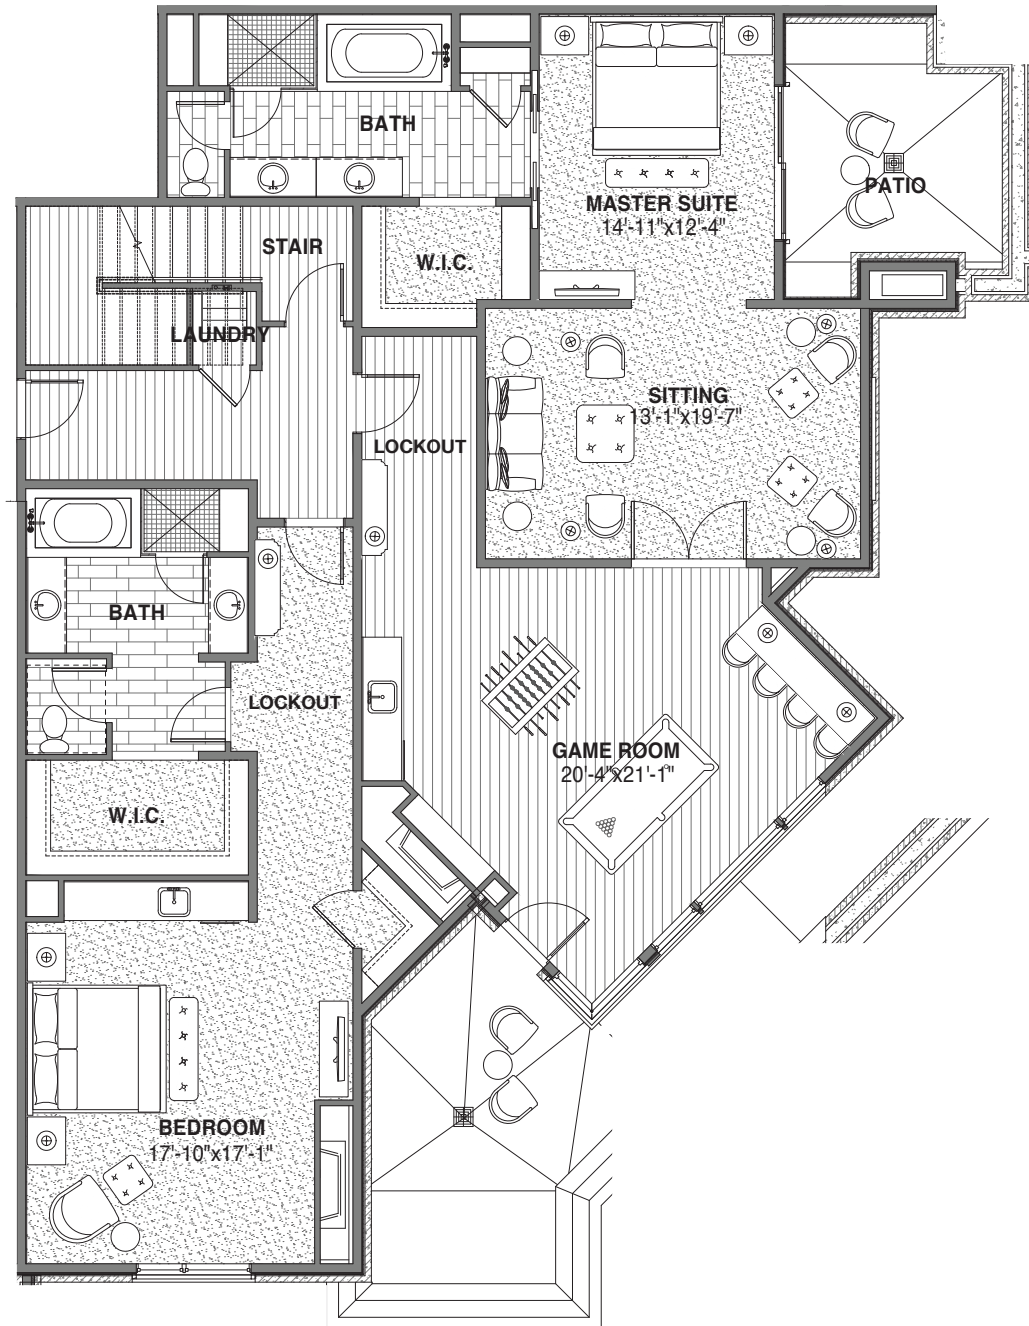 BATH
PATIO
MASTER SUITE
14'-11"x12'-4"
STAIR
W.I.C.
LAUNDRY
SITTING
13'-1"x19'-7"
LOCKOUT
BATH
LOCKOUT
GAME ROOM
20'-4"x21'-1"
W.I.C.
BEDROOM
17'-10"x17'-1"